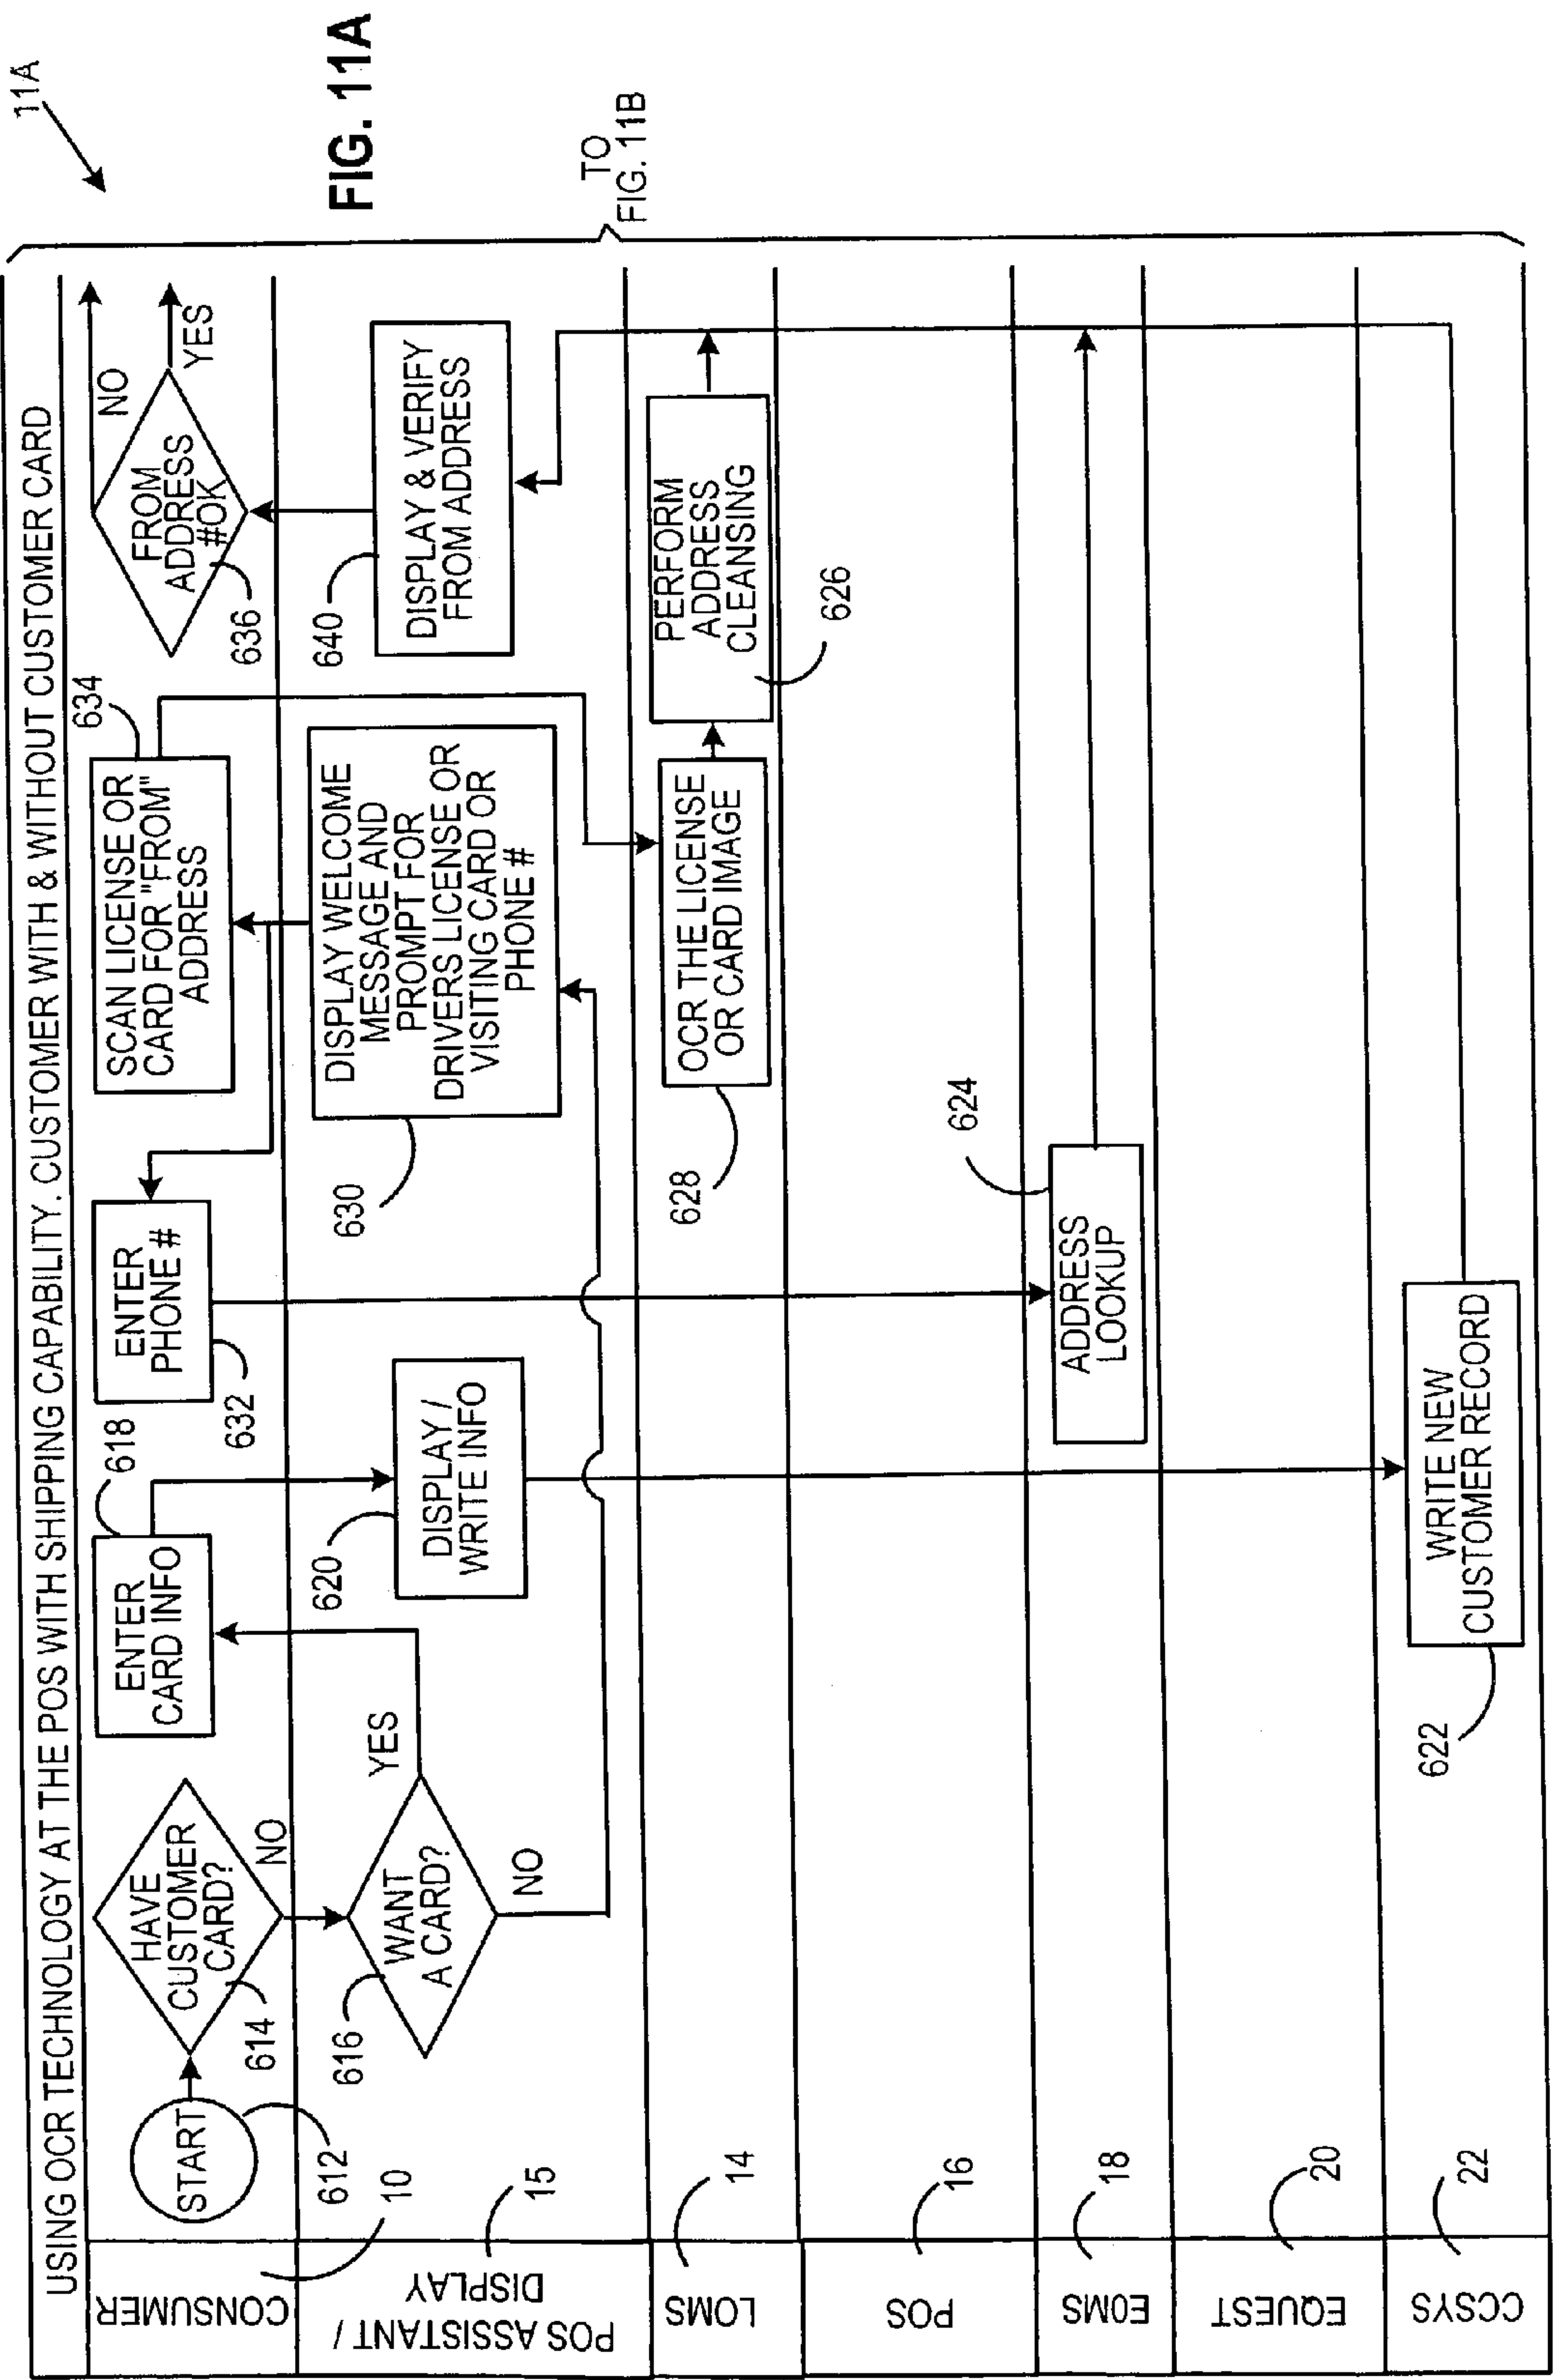 11A
FIG. 11A
USING OCR TECHNOLOGY AT THE POS WITH SHIPPING CAPABILITY. CUSTOMER WITH & WITHOUT CUSTOMER CARD
CONSUMER
10
START
612
HAVE
CUSTOMER
CARD?
614
NO
ENTER
CARD INFO
618
ENTER
PHONE #
632
SCAN LICENSE OR
CARD FOR "FROM"
ADDRESS
634
FROM
ADDRESS
#OK
636
NO
YES
POS ASSISTANT /
DISPLAY
15
WANT
A CARD?
616
YES
NO
DISPLAY /
WRITE INFO
620
DISPLAY WELCOME
MESSAGE AND
PROMPT FOR
DRIVERS LICENSE OR
VISITING CARD OR
PHONE #
630
DISPLAY & VERIFY
FROM ADDRESS
640
TO
FIG. 11B
LOMS
14
OCR THE LICENSE
OR CARD IMAGE
628
PERFORM
ADDRESS
CLEANSING
626
POS
16
EOMS
18
ADDRESS
LOOKUP
624
EQUEST
20
CCSYS
22
WRITE NEW
CUSTOMER RECORD
622